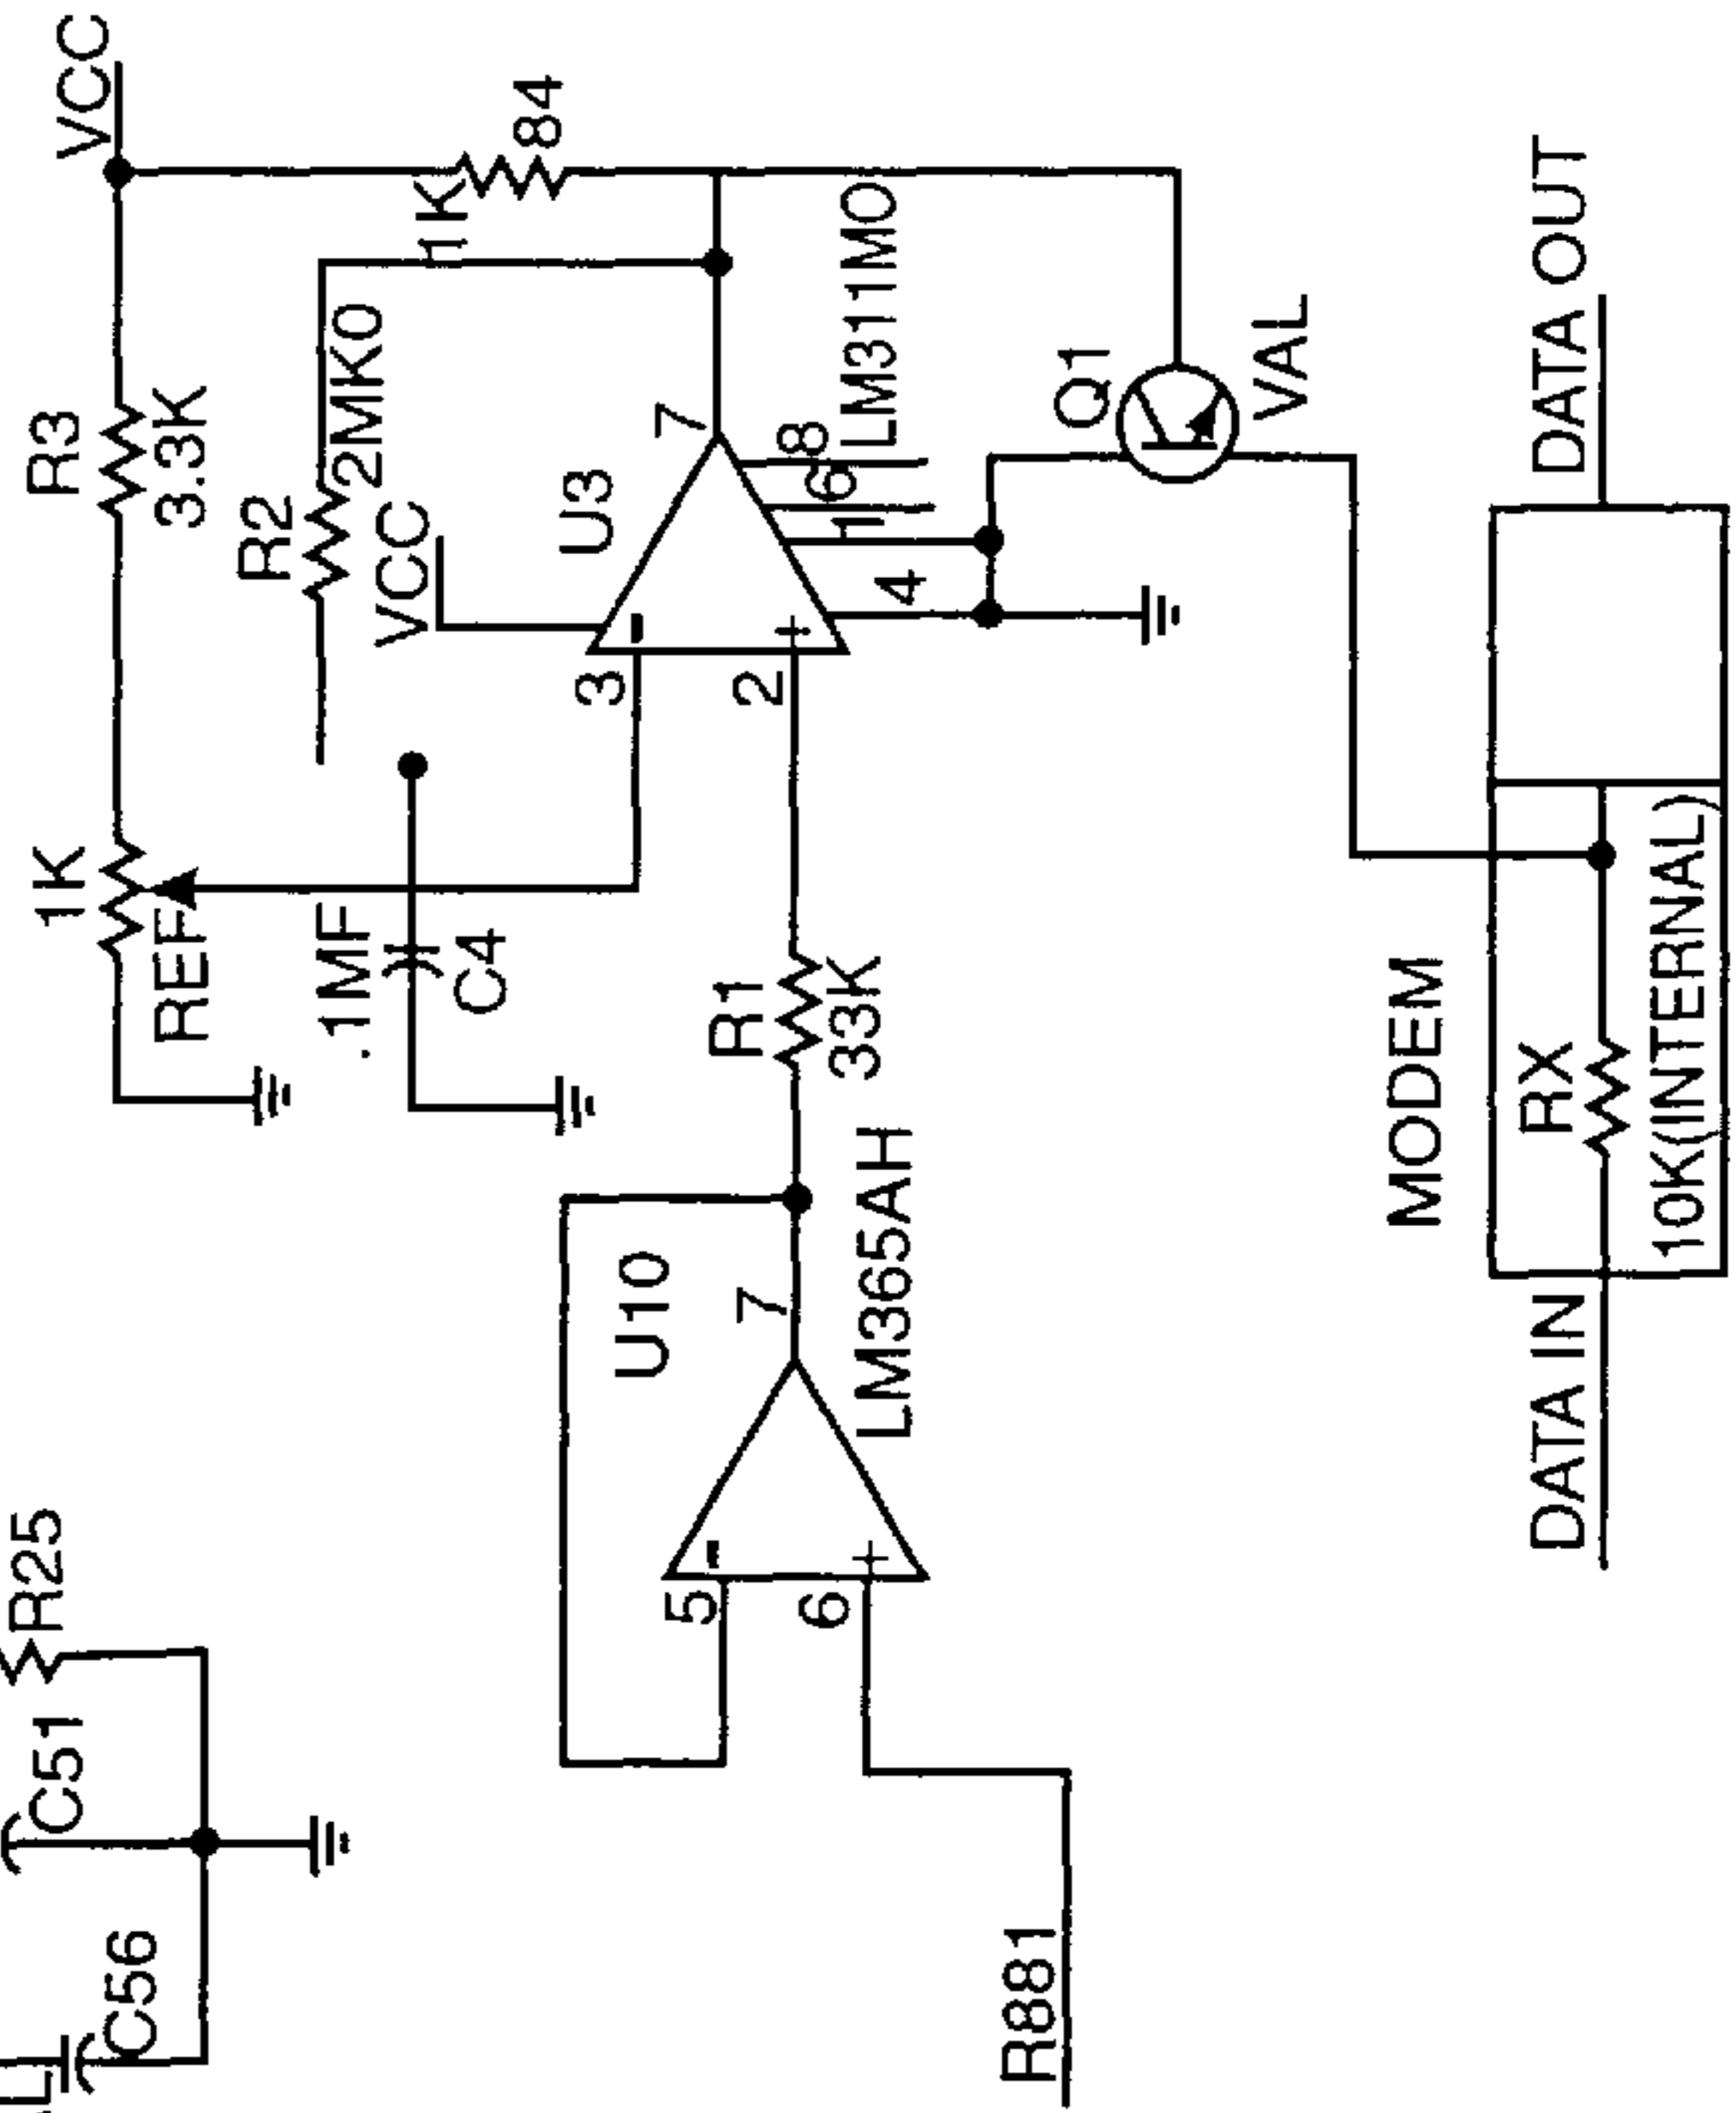 VCC
R3
3.3K
1K
REF
1K
84
R2
2MK0
VCC
.1MF
C4
U3
3
2
7
8
6
1
4
LM311MO
R1
33K
Q1
VAL
U10
5
6
7
LM365AH
R25
C51
C56
R881
MODEM
RX
10K(INTERNAL)
DATA IN
DATA OUT